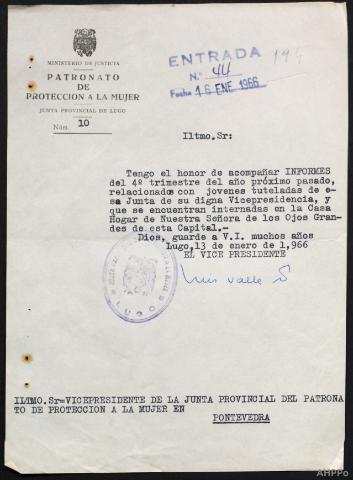 MINISTERIO DE JUSTICIA
PATRONATO
DE
PROTECCION A LA MUJER
JUNTA PROVINCIAL DE LUGO
Núm. 10
ENTRADA
N.º 44
Fecha 16 ENE 1966
194
Iltmo. Sr:
Tengo el honor de acompañar INFORMES
del 4º trimestre del año próximo pasado,
relacionados con jovenes tuteladas de e-
sa Junta de su digna Vicepresidencia, y
que se encuentran internadas en la Casa
Hogar de Nuestra Señora de los Ojos Gran-
des de esta Capital.-
Dios, guarde a V.I. muchos años
Lugo, 13 de enero de 1,966
EL VICE PRESIDENTE
Luis Valle
LUGO
ILTMO. Sr=VICEPRESIDENTE DE LA JUNTA PROVINCIAL DEL PATRONA
TO DE PROTECCION A LA MUJER EN
PONTEVEDRA
AHPPo